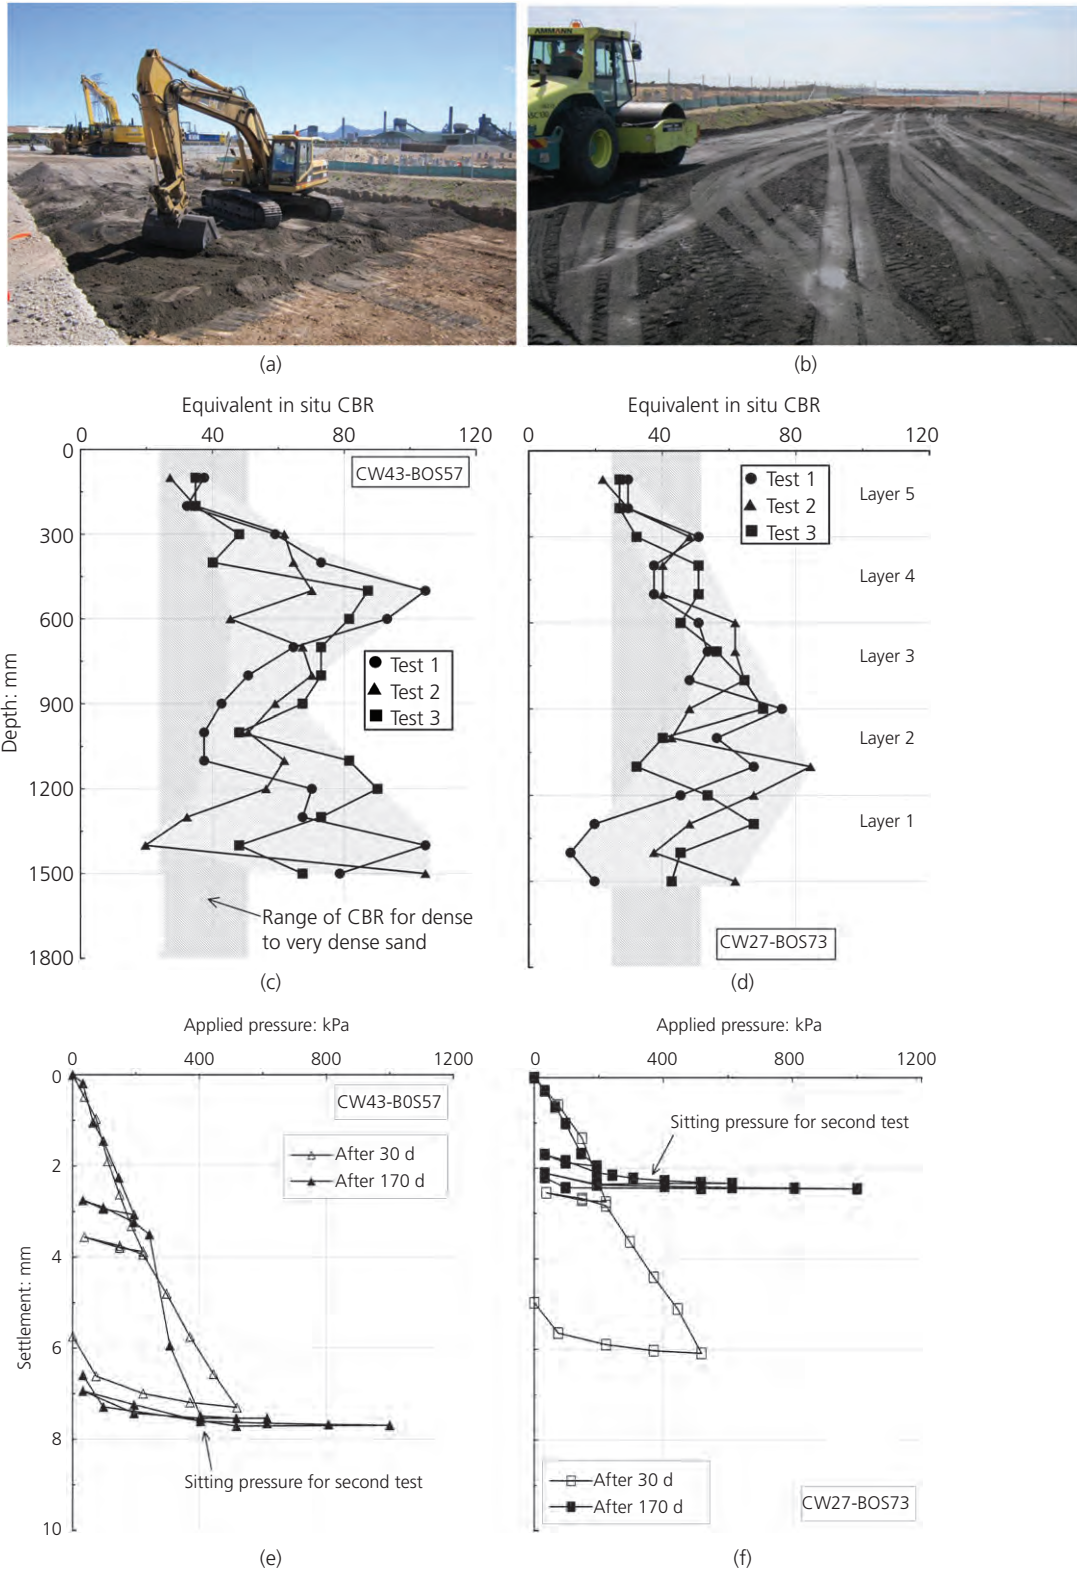 AMMANN
(a)
(b)
Equivalent in situ CBR
0 40 80 120
0
300
600
900
1200
1500
1800
Depth: mm
CW43-BOS57
Test 1
Test 2
Test 3
Range of CBR for dense
to very dense sand
(c)
Equivalent in situ CBR
0 40 80 120
Test 1
Test 2
Test 3
Layer 5
Layer 4
Layer 3
Layer 2
Layer 1
CW27-BOS73
(d)
Applied pressure: kPa
0 400 800 1200
0
2
4
6
8
10
Settlement: mm
CW43-B0S57
After 30 d
After 170 d
Sitting pressure for second test
(e)
Applied pressure: kPa
0 400 800 1200
Sitting pressure for second test
After 30 d
After 170 d
CW27-BOS73
(f)